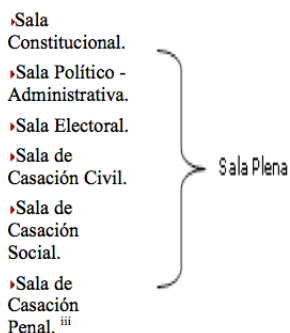 ▸Sala
Constitucional.
▸Sala Político -
Administrativa.
▸Sala Electoral.
▸Sala de
Casación Civil.
▸Sala de
Casación
Social.
▸Sala de
Casación
Penal. iii
Sala Plena